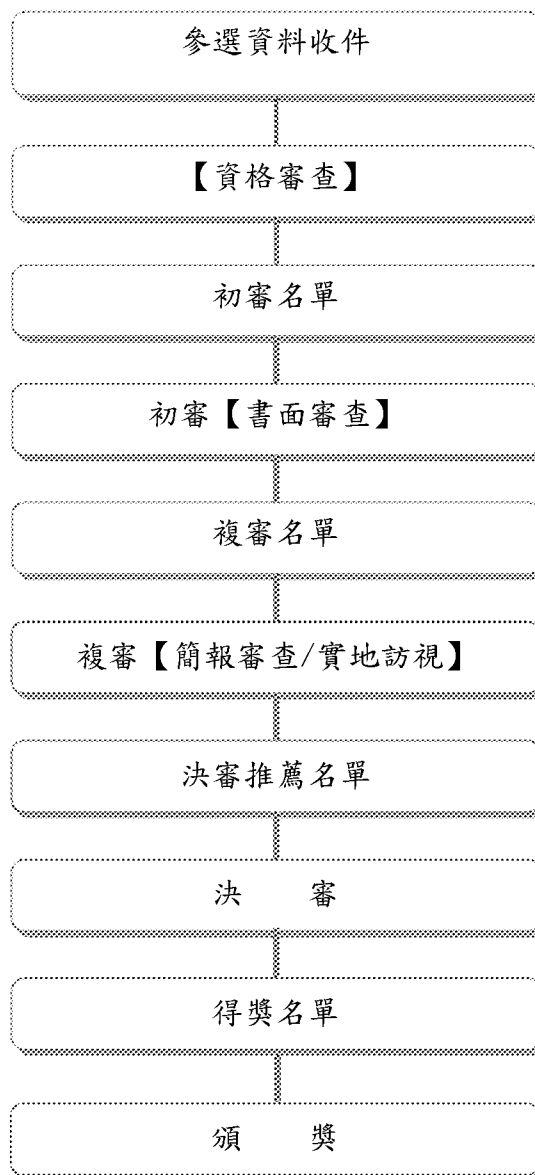 參選資料收件
【資格審查】
初審名單
初審【書面審查】
複審名單
複審【簡報審查/實地訪視】
決審推薦名單
決　　審
得獎名單
頒　　獎